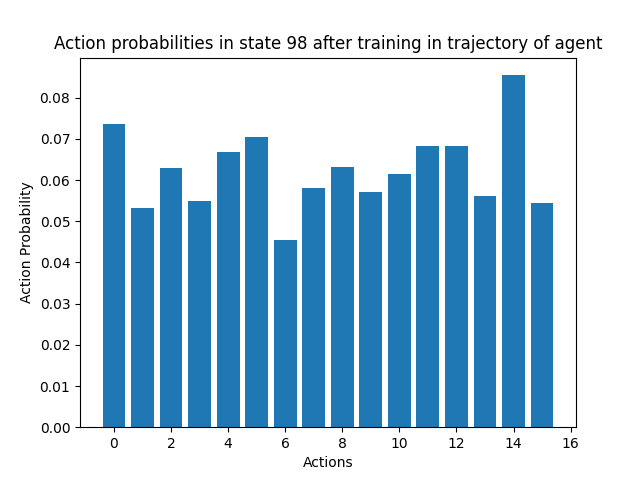 Action probabilities in state 98 after training in trajectory of agent
0.08
0.07
0.06
0.05
0.04
0.03
0.02
0.01
0.00
Action Probability
0 2 4 6 8 10 12 14 16
Actions